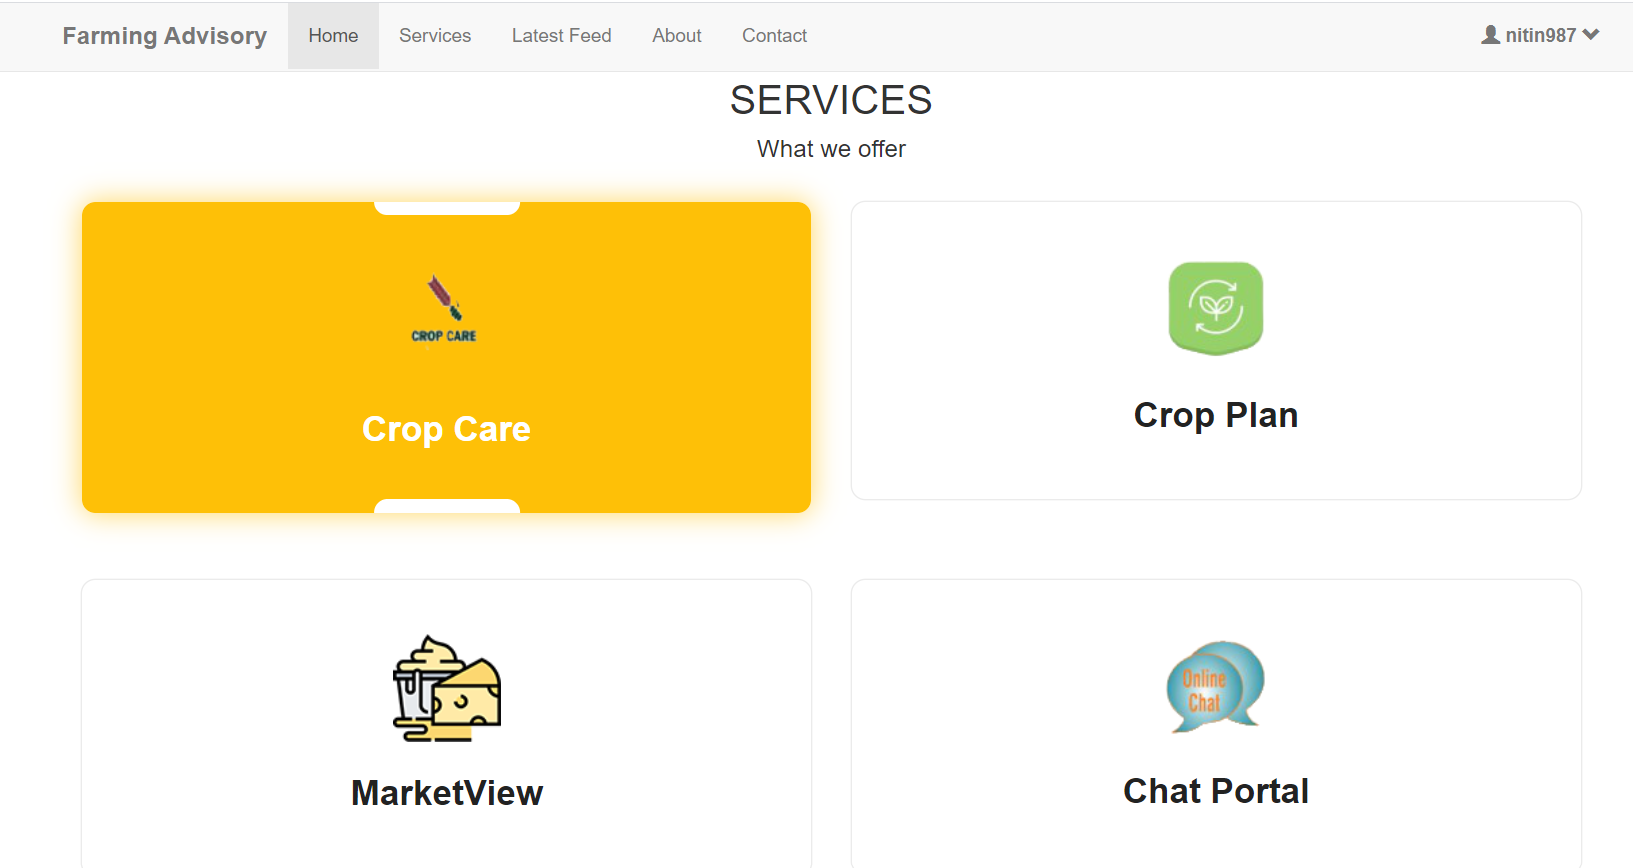 Farming Advisory Home Services Latest Feed About Contact nitin987
SERVICES
What we offer
CROP CARE
Crop Care
Crop Plan
Online
Chat
MarketView
Chat Portal